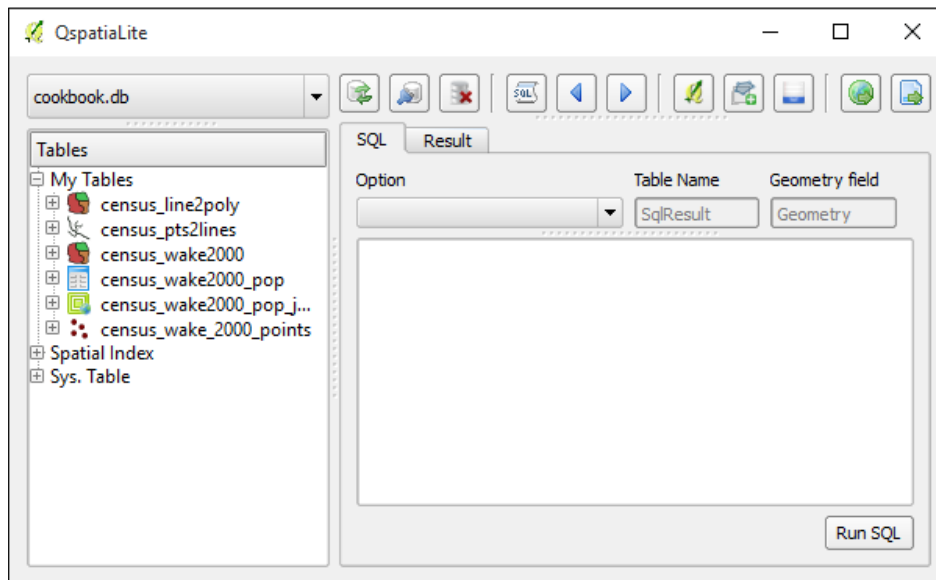 QspatiaLite
cookbook.db
SQL
Tables
SQL Result
My Tables
Option Table Name Geometry field
census_line2poly
SqlResult Geometry
census_pts2lines
census_wake2000
census_wake2000_pop
census_wake2000_pop_j...
census_wake_2000_points
Spatial Index
Sys. Table
Run SQL